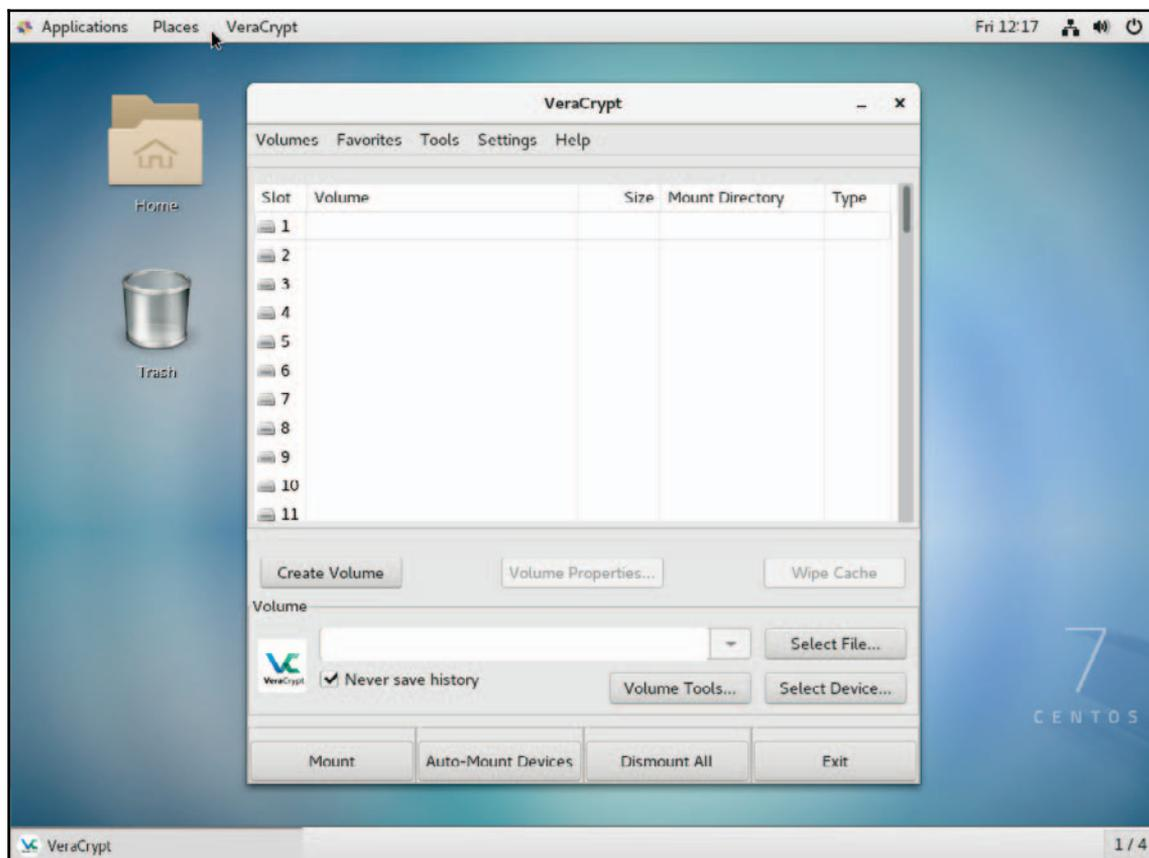 Applications Places VeraCrypt Fri 12:17
VeraCrypt
Volumes Favorites Tools Settings Help
Home
Trash
Slot Volume Size Mount Directory Type
1
2
3
4
5
6
7
8
9
10
11
Create Volume Volume Properties... Wipe Cache
Volume
Select File...
VeraCrypt
Never save history
Volume Tools... Select Device...
7
CENTOS
Mount Auto-Mount Devices Dismount All Exit
VeraCrypt 1 / 4